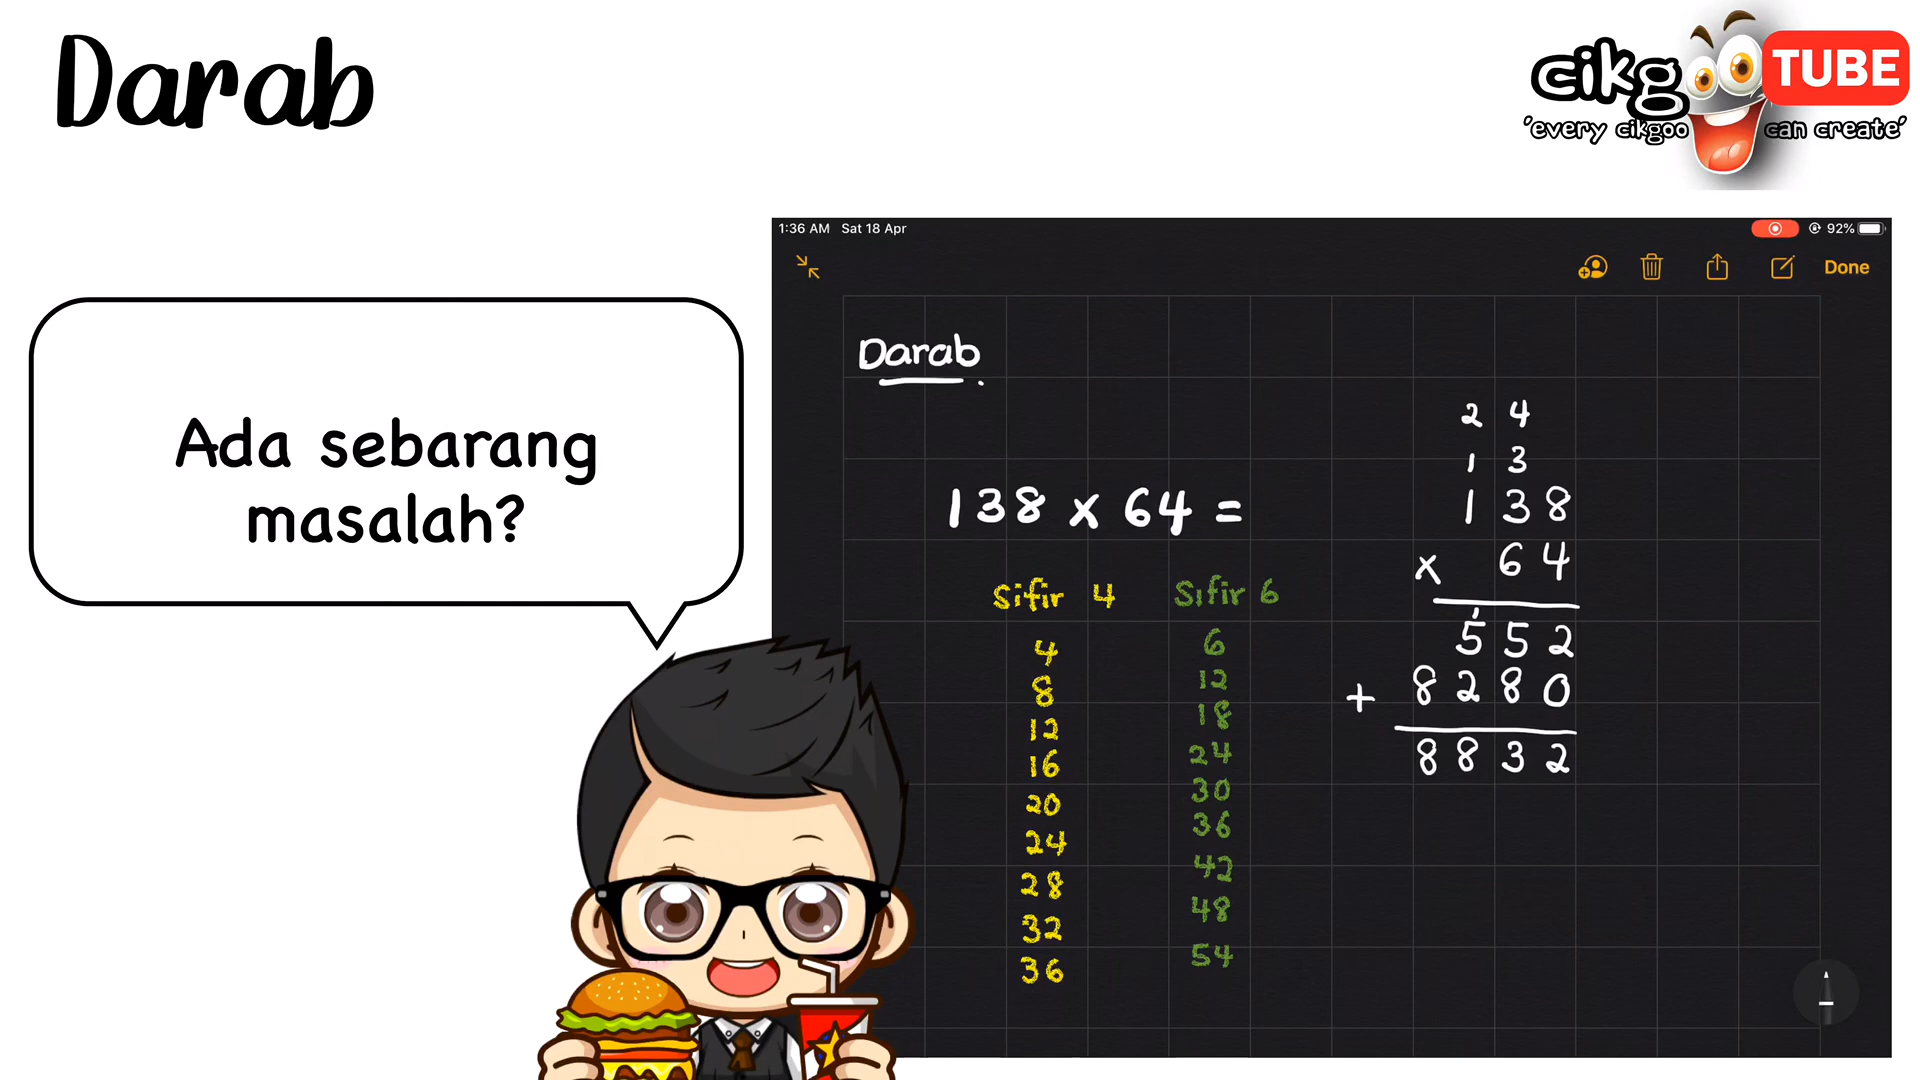 Darab
cikgooTUBE
'every cikgoo can create'
1:36 AM Sat 18 Apr
92%
Done
Ada sebarang
masalah?
Darab
138 x 64 =
Sifir 4
4
8
12
16
20
24
28
32
36
Sifir 6
6
12
18
24
30
36
42
48
54
2 4
1 3
1 3 8
x 6 4
1
5 5 2
+ 8 2 8 0
8 8 3 2